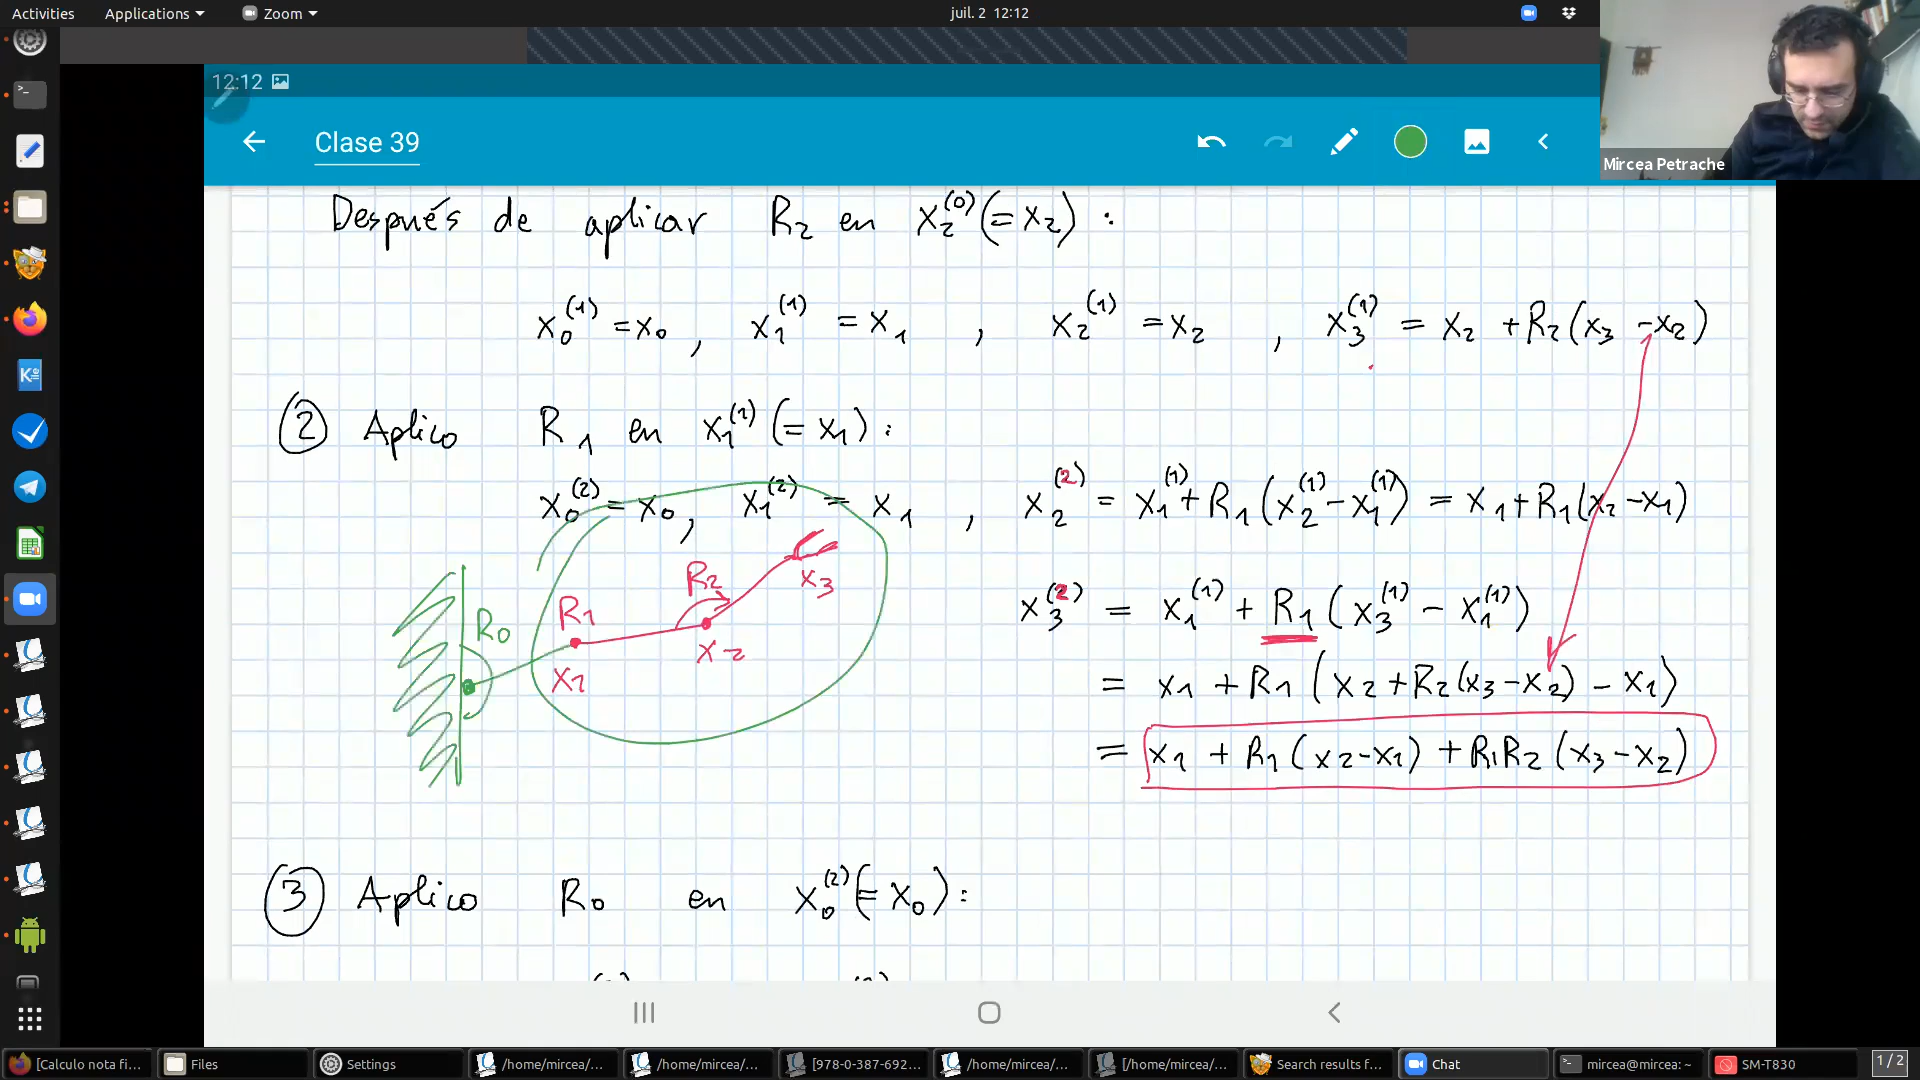 Activities Applications Zoom juil. 2 12:12
12:12
Clase 39
Mircea Petrache
Después de aplicar R₂ en x₂⁽⁰⁾(= x₂) :
x₀⁽¹⁾ = x₀ , x₁⁽¹⁾ = x₁ , x₂⁽¹⁾ = x₂ , x₃⁽¹⁾ = x₂ + R₂(x₃ - x₂)
② Aplico R₁ en x₁⁽²⁾(= x₁) :
x₀⁽²⁾ = x₀, x₁⁽²⁾ = x₁ , x₂⁽²⁾ = x₁⁽¹⁾ + R₁(x₂⁽¹⁾ - x₁⁽¹⁾) = x₁ + R₁(x₂ - x₁)
R₀ R₁ x₁ R₂ x₂ x₃
x₃⁽²⁾ = x₁⁽¹⁾ + R₁(x₃⁽¹⁾ - x₁⁽¹⁾)
= x₁ + R₁(x₂ + R₂(x₃ - x₂) - x₁)
= x₁ + R₁(x₂ - x₁) + R₁R₂(x₃ - x₂)
③ Aplico R₀ en x₀⁽²⁾(= x₀) :
[Calculo nota fi... Files Settings /home/mircea/... /home/mircea/... [978-0-387-692... /home/mircea/... [/home/mircea/... Search results f... Chat mircea@mircea: ~ SM-T830 1 / 2